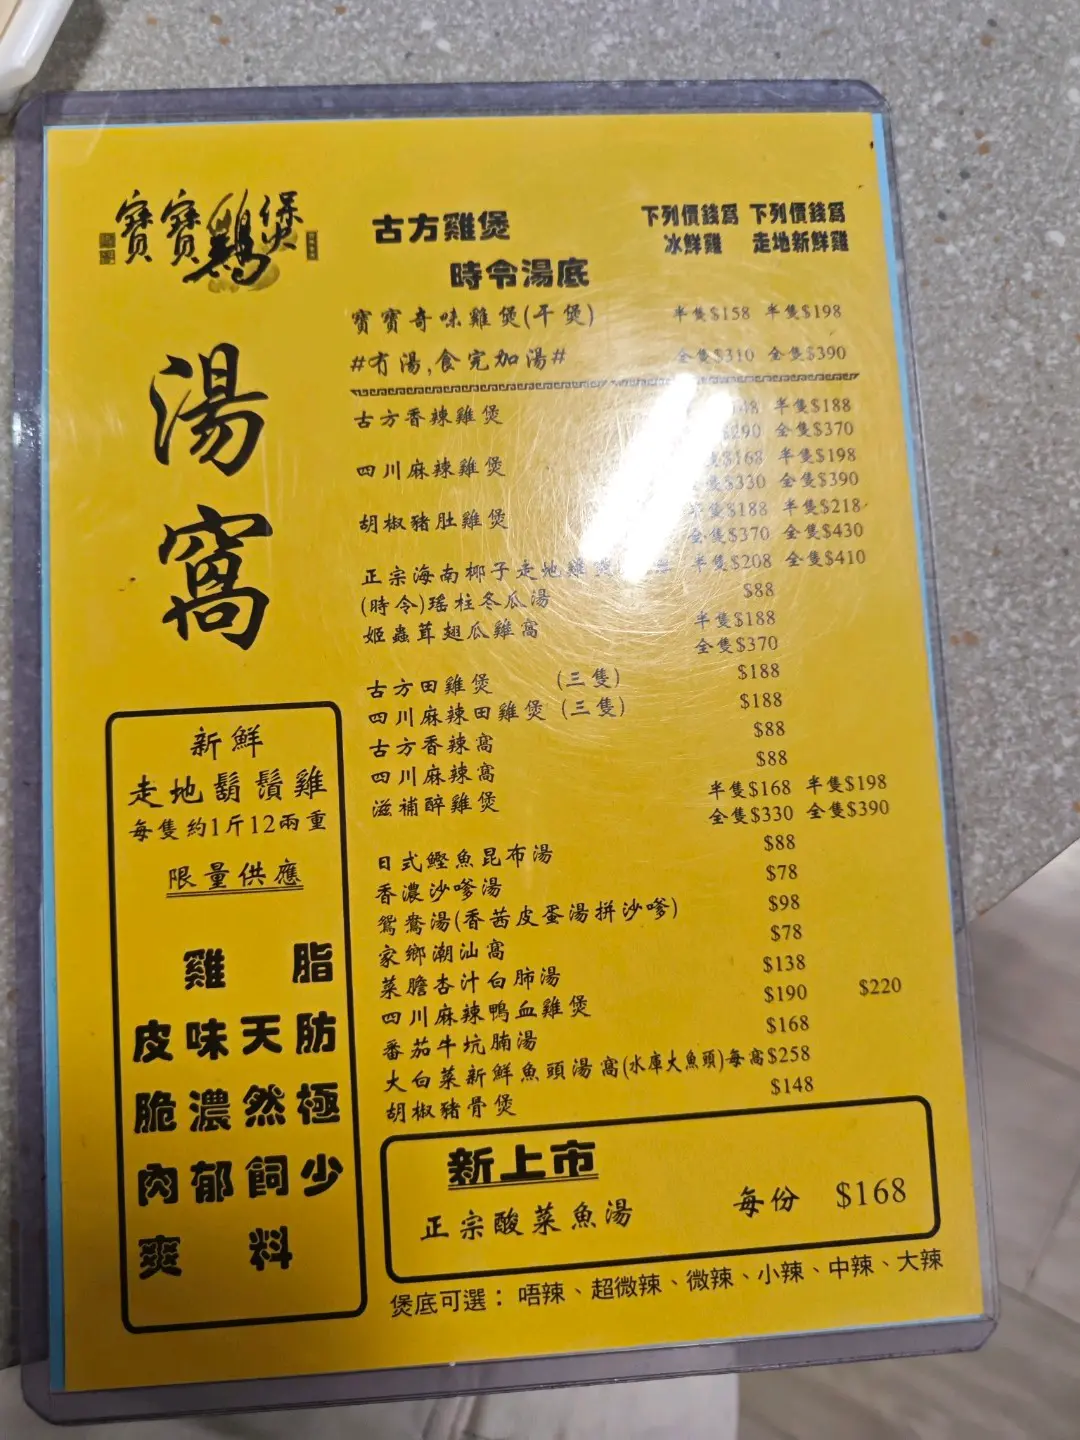 寶寶鷄煲
湯窩
古方雞煲
時令湯底
下列價錢為 下列價錢為
冰鮮雞 走地新鮮雞
寶寶奇味雞煲(干煲) 半隻$158 半隻$198
#冇湯,食完加湯# 全隻$310 全隻$390
古方香辣雞煲 半隻$188
$290 全隻$370
四川麻辣雞煲 $168 半隻$198
$330 全隻$390
胡椒豬肚雞煲 半隻$188 半隻$218
全隻$370 全隻$430
正宗海南椰子走地雞 半隻$208 全隻$410
(時令)瑤柱冬瓜湯 $88
姬蟲茸翅瓜雞窩 半隻$188
全隻$370
古方田雞煲 (三隻) $188
四川麻辣田雞煲 (三隻) $188
古方香辣窩 $88
四川麻辣窩 $88
滋補醉雞煲 半隻$168 半隻$198
全隻$330 全隻$390
日式鰹魚昆布湯 $88
香濃沙嗲湯 $78
鴛鴦湯(香茜皮蛋湯拼沙嗲) $98
家鄉潮汕窩 $78
菜膽杏汁白肺湯 $138
四川麻辣鴨血雞煲 $190 $220
番茄牛坑腩湯 $168
大白菜新鮮魚頭湯窩(水庫大魚頭)每窩$258
胡椒豬骨煲 $148
新上市
正宗酸菜魚湯 每份 $168
煲底可選：唔辣、超微辣、微辣、小辣、中辣、大辣
新鮮
走地鬍鬚雞
每隻約1斤12兩重
限量供應
雞 脂
皮味天肪
脆濃然極
肉郁飼少
爽 料